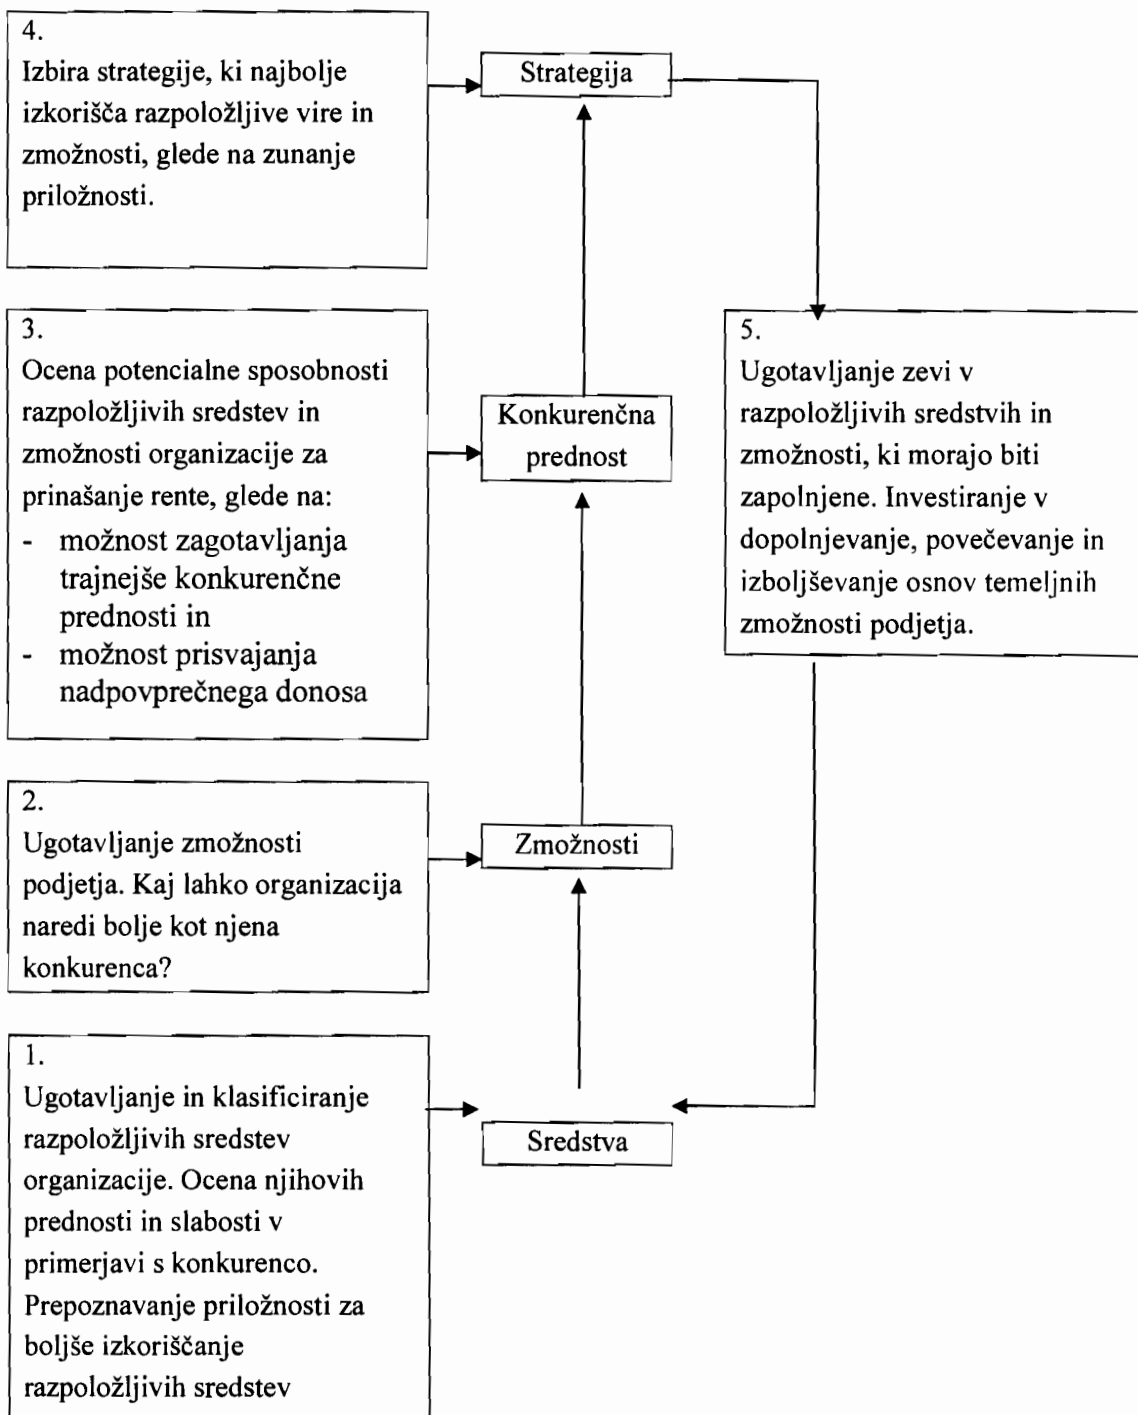 4.
Izbira strategije, ki najbolje
izkorišča razpoložljive vire in
zmožnosti, glede na zunanje
priložnosti.
Strategija
3.
Ocena potencialne sposobnosti
razpoložljivih sredstev in
zmožnosti organizacije za
prinašanje rente, glede na:
- možnost zagotavljanja
trajnejše konkurenčne
prednosti in
- možnost prisvajanja
nadpovprečnega donosa
Konkurenčna
prednost
5.
Ugotavljanje zevi v
razpoložljivih sredstvih in
zmožnosti, ki morajo biti
zapolnjene. Investiranje v
dopolnjevanje, povečevanje in
izboljševanje osnov temeljnih
zmožnosti podjetja.
2.
Ugotavljanje zmožnosti
podjetja. Kaj lahko organizacija
naredi bolje kot njena
konkurenca?
Zmožnosti
1.
Ugotavljanje in klasificiranje
razpoložljivih sredstev
organizacije. Ocena njihovih
prednosti in slabosti v
primerjavi s konkurenco.
Prepoznavanje priložnosti za
boljše izkoriščanje
razpoložljivih sredstev
Sredstva